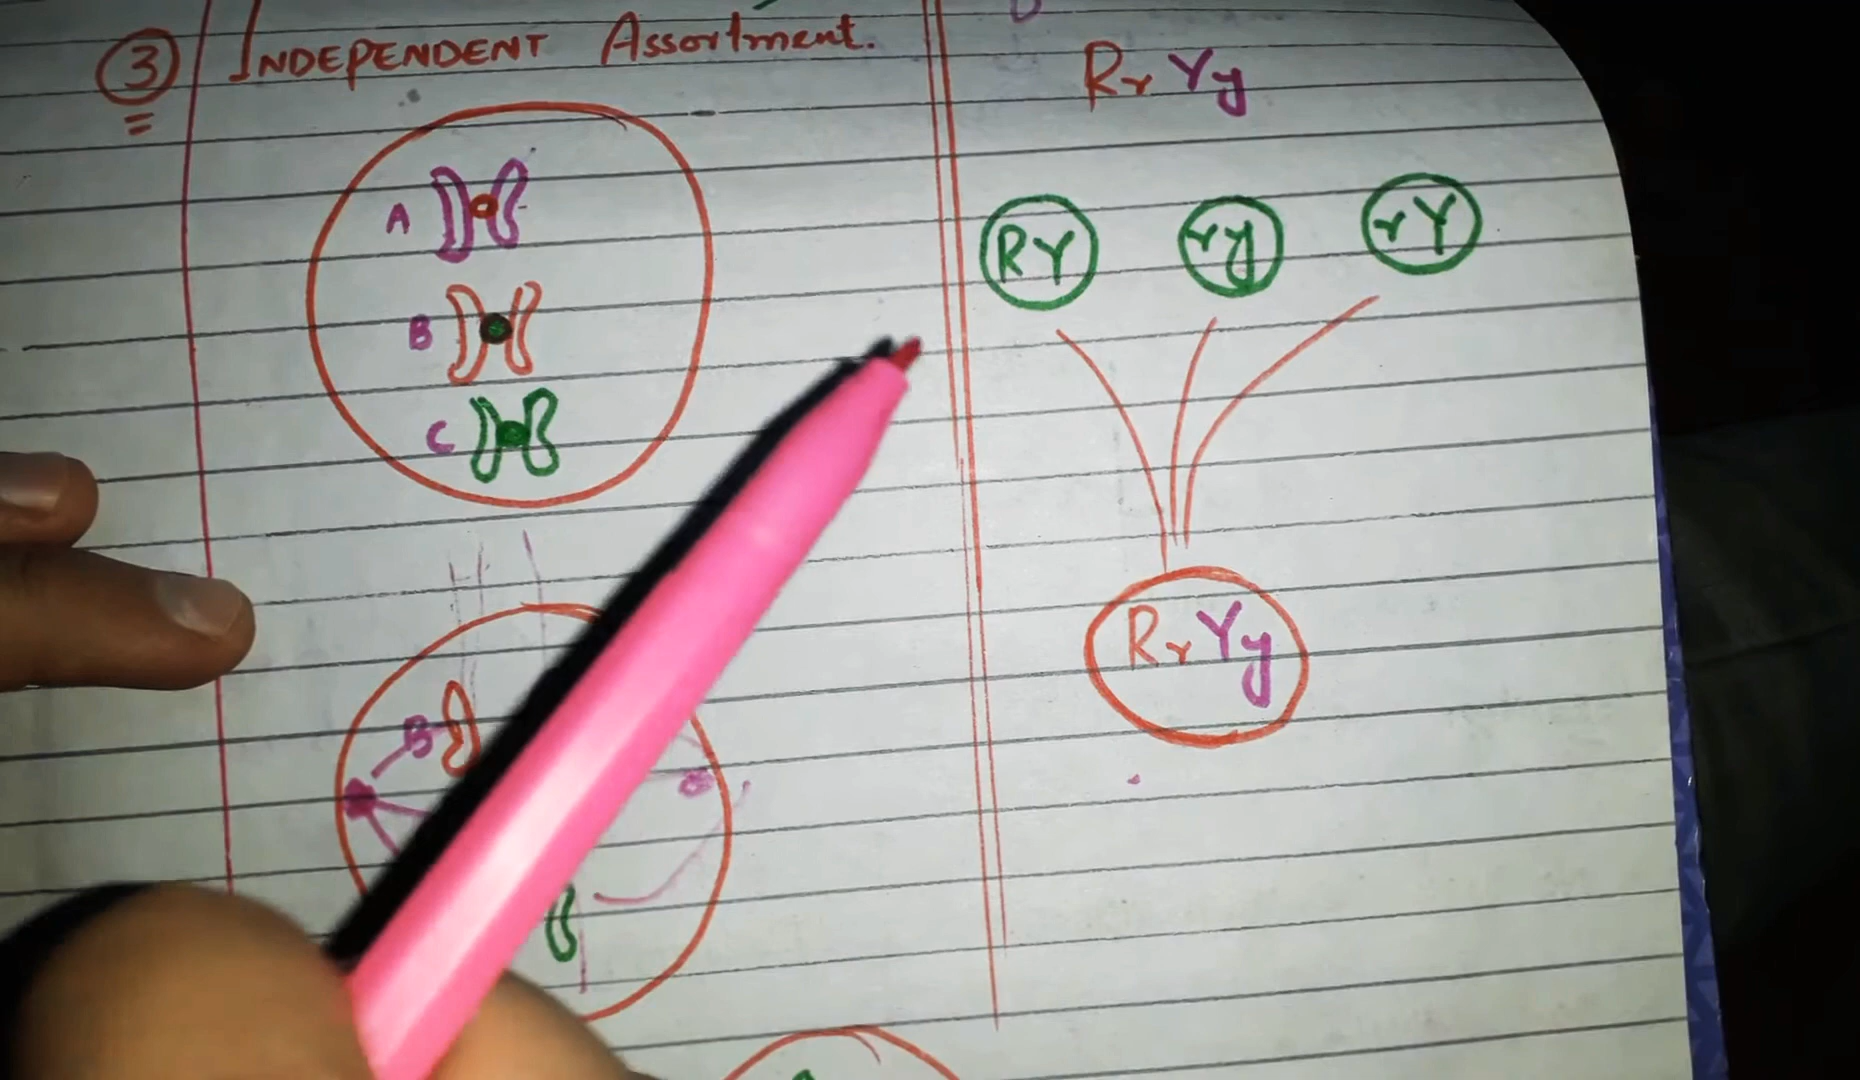 3 INDEPENDENT Assortment.
A
B
C
B
Rr Yy
RY ry rY
Rr Yy